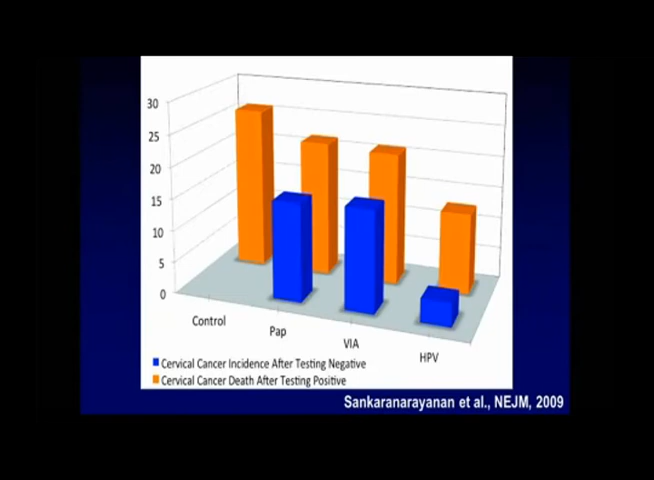 30
25
20
15
10
5
0
Control
Pap
VIA
HPV
Cervical Cancer Incidence After Testing Negative
Cervical Cancer Death After Testing Positive
Sankaranarayanan et al., NEJM, 2009